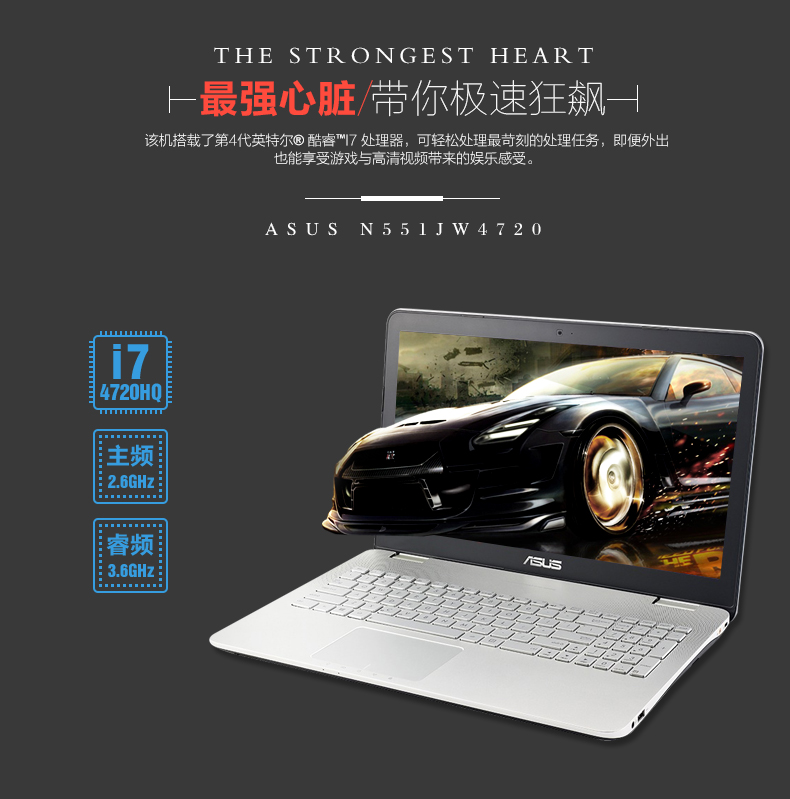 THE STRONGEST HEART
最强心脏/带你极速狂飙
该机搭载了第4代英特尔® 酷睿™I7 处理器，可轻松处理最苛刻的处理任务，即便外出
也能享受游戏与高清视频带来的娱乐感受。
ASUS N551JW4720
i7
4720HQ
主频
2.6GHz
睿频
3.6GHz
ASUS